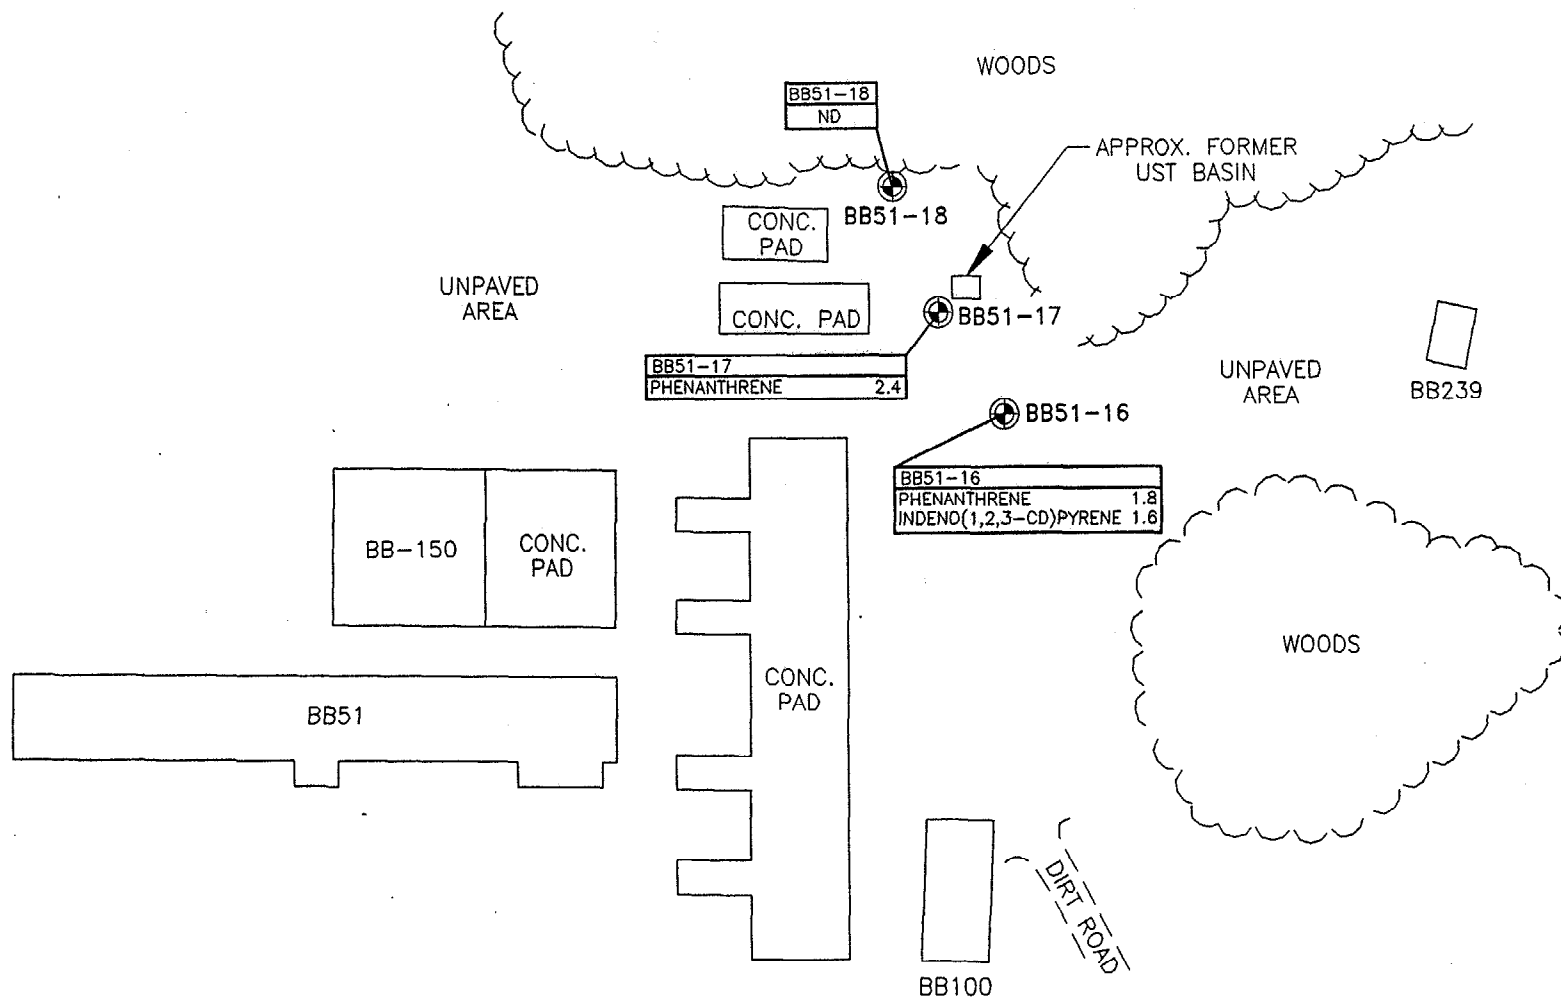 WOODS
BB51-18
ND
APPROX. FORMER
UST BASIN
BB51-18
CONC.
PAD
UNPAVED
AREA
CONC. PAD
BB51-17
BB51-17
PHENANTHRENE 2.4
UNPAVED
AREA
BB239
BB51-16
BB51-16
PHENANTHRENE 1.8
INDENO(1,2,3-CD)PYRENE 1.6
BB-150
CONC.
PAD
WOODS
CONC.
PAD
BB51
DIRT ROAD
BB100